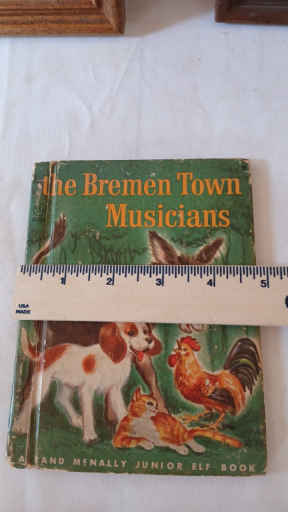 the Bremen Town
Musicians
1 2 3 4 5
USA
MADE
A RAND MCNALLY JUNIOR ELF BOOK